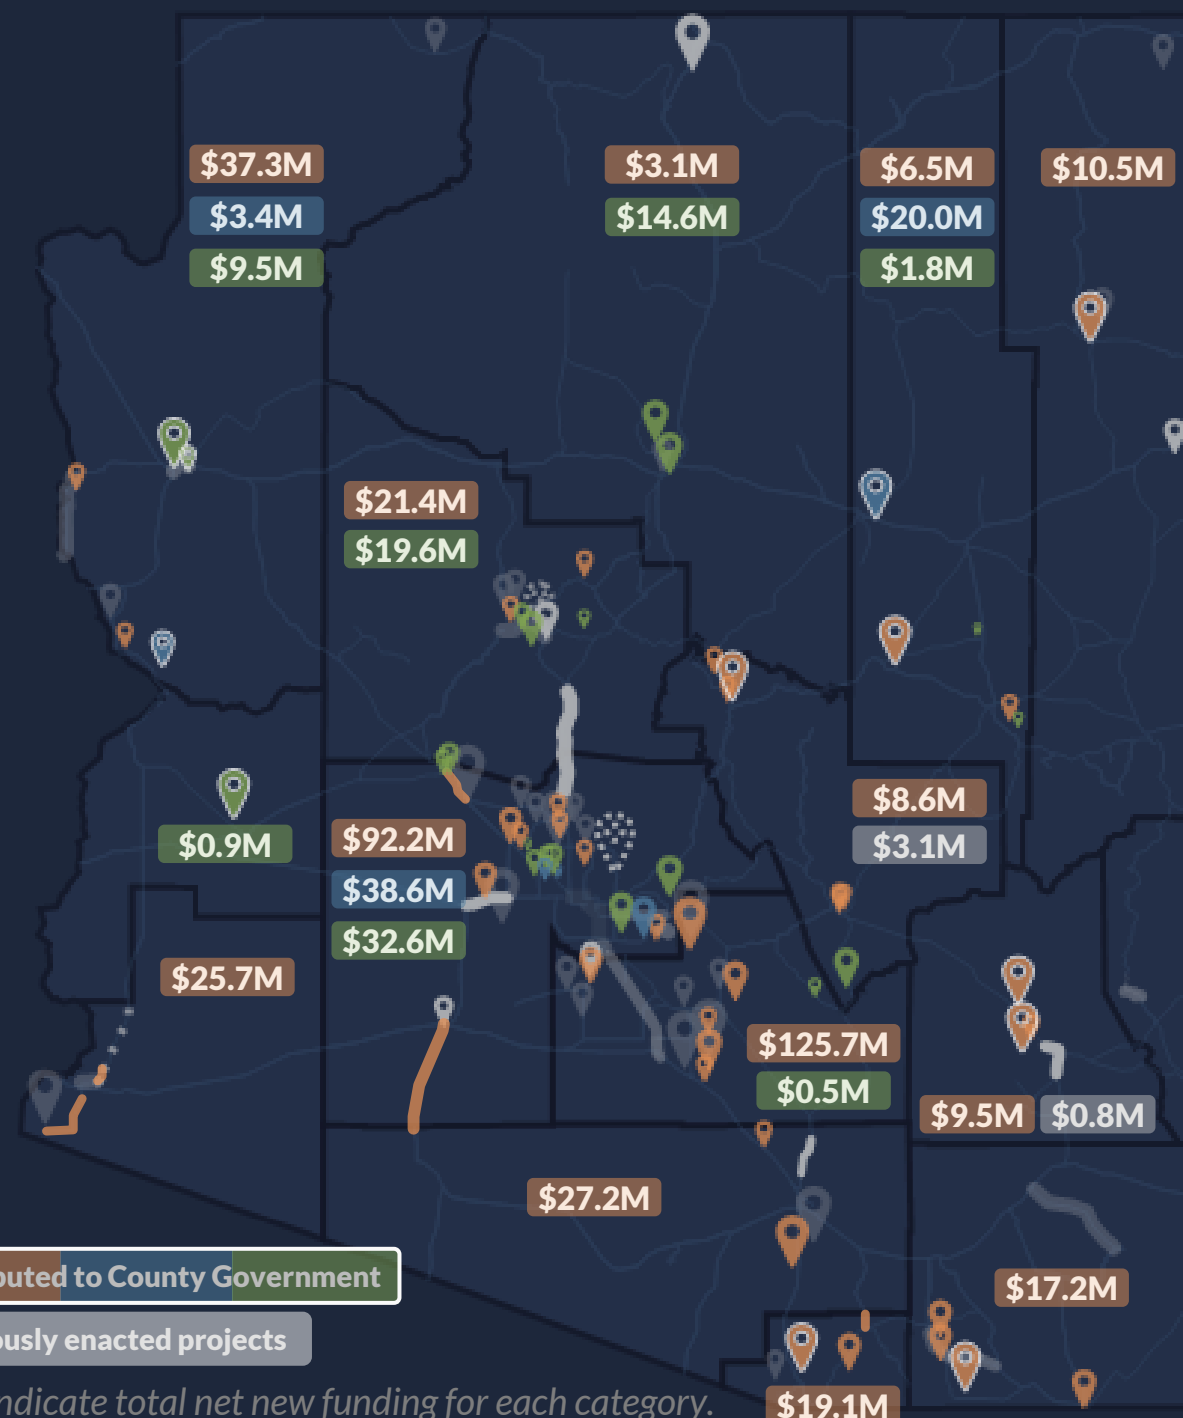 $37.3M
$3.4M
$9.5M
$3.1M
$14.6M
$6.5M
$20.0M
$1.8M
$10.5M
$21.4M
$19.6M
$0.9M
$92.2M
$38.6M
$32.6M
$8.6M
$3.1M
$25.7M
$125.7M
$0.5M
$9.5M $0.8M
$27.2M
$17.2M
$19.1M
to County Government
enacted projects
total net new funding for each category.